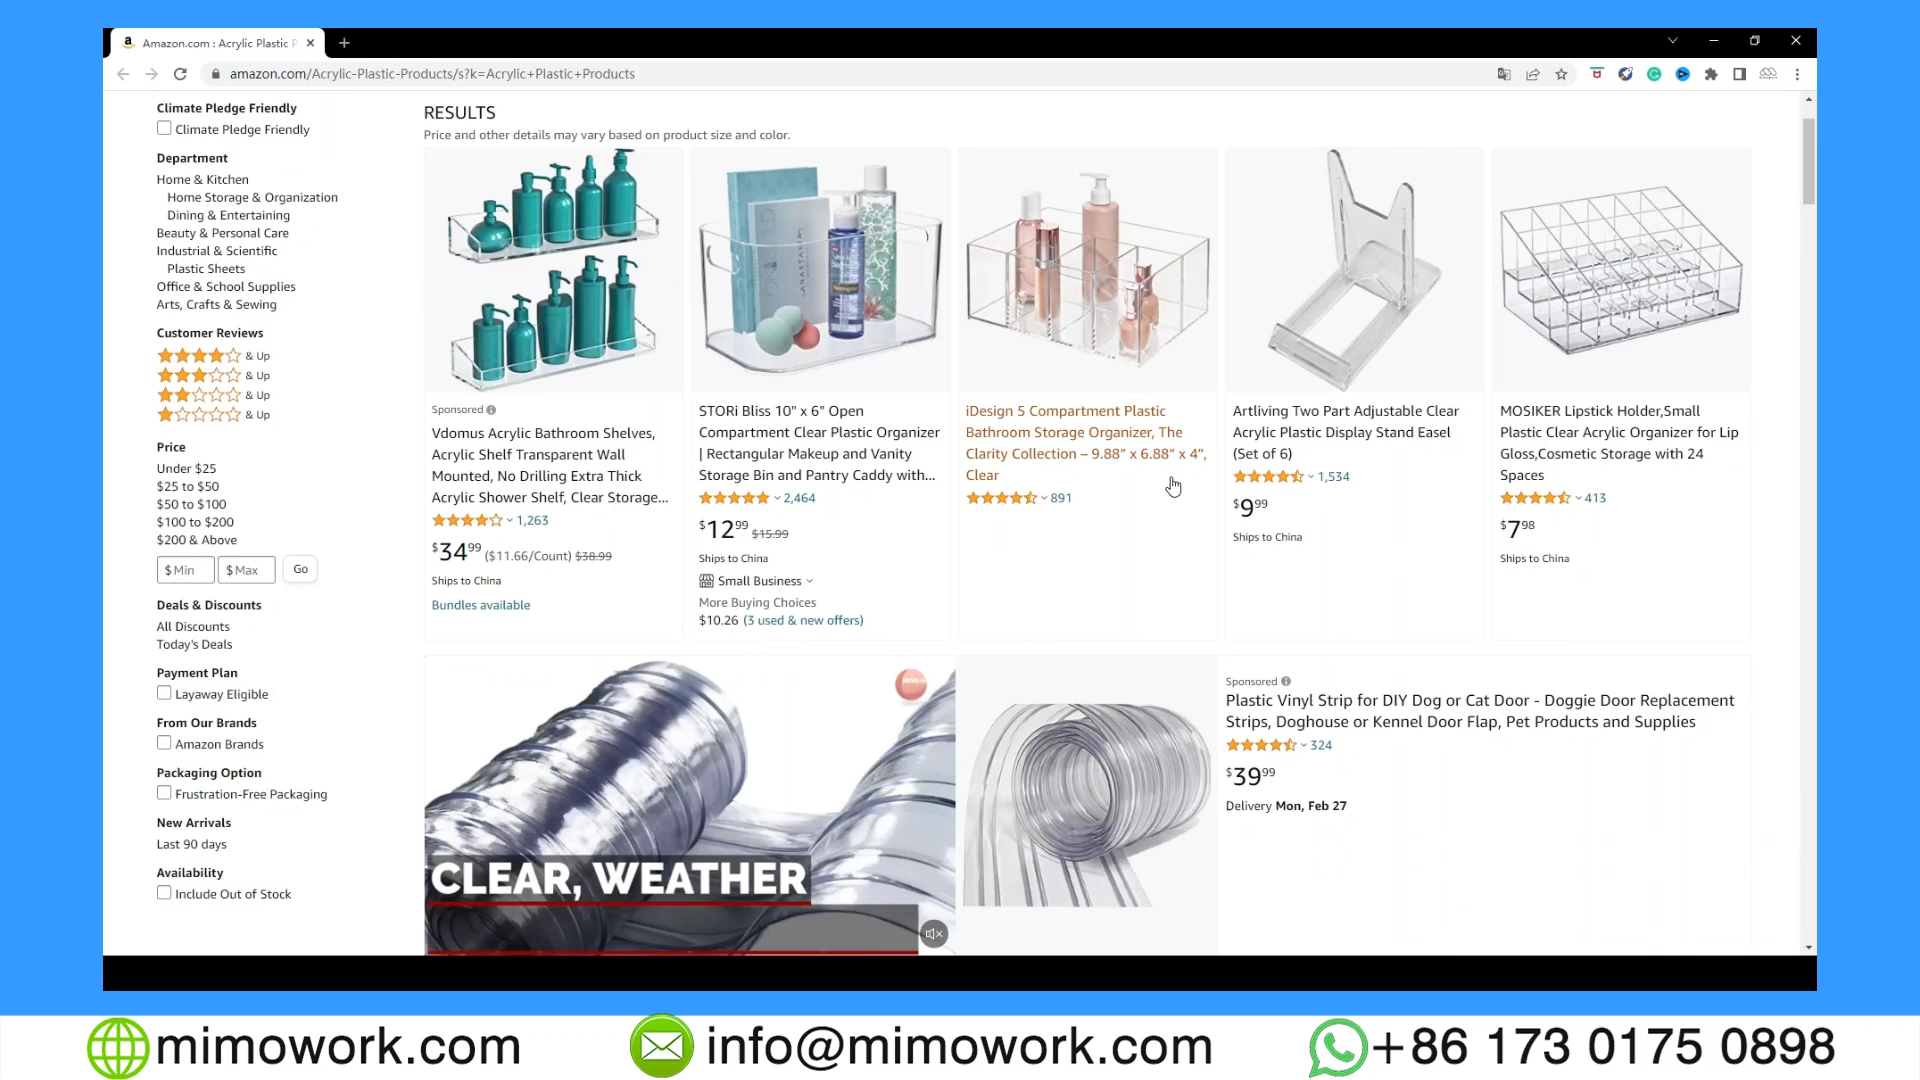 Amazon.com : Acrylic Plastic P
amazon.com/Acrylic-Plastic-Products/s?k=Acrylic+Plastic+Products
Climate Pledge Friendly
Climate Pledge Friendly
Department
Home & Kitchen
Home Storage & Organization
Dining & Entertaining
Beauty & Personal Care
Industrial & Scientific
Plastic Sheets
Office & School Supplies
Arts, Crafts & Sewing
Customer Reviews
& Up
& Up
& Up
& Up
Price
Under $25
$25 to $50
$50 to $100
$100 to $200
$200 & Above
$ Min $ Max Go
Deals & Discounts
All Discounts
Today's Deals
Payment Plan
Layaway Eligible
From Our Brands
Amazon Brands
Packaging Option
Frustration-Free Packaging
New Arrivals
Last 90 days
Availability
Include Out of Stock
RESULTS
Price and other details may vary based on product size and color.
Sponsored
Vdomus Acrylic Bathroom Shelves,
Acrylic Shelf Transparent Wall
Mounted, No Drilling Extra Thick
Acrylic Shower Shelf, Clear Storage...
1,263
$34.99 ($11.66/Count) $38.99
Ships to China
Bundles available
STORi Bliss 10" x 6" Open
Compartment Clear Plastic Organizer
| Rectangular Makeup and Vanity
Storage Bin and Pantry Caddy with...
2,464
$12.99 $15.99
Ships to China
Small Business
More Buying Choices
$10.26 (3 used & new offers)
iDesign 5 Compartment Plastic
Bathroom Storage Organizer, The
Clarity Collection – 9.88” x 6.88” x 4”,
Clear
891
Artliving Two Part Adjustable Clear
Acrylic Plastic Display Stand Easel
(Set of 6)
1,534
$9.99
Ships to China
MOSIKER Lipstick Holder,Small
Plastic Clear Acrylic Organizer for Lip
Gloss,Cosmetic Storage with 24
Spaces
413
$7.98
Ships to China
CLEAR, WEATHER
Sponsored
Plastic Vinyl Strip for DIY Dog or Cat Door - Doggie Door Replacement
Strips, Doghouse or Kennel Door Flap, Pet Products and Supplies
324
$39.99
Delivery Mon, Feb 27
mimowork.com
info@mimowork.com
+86 173 0175 0898